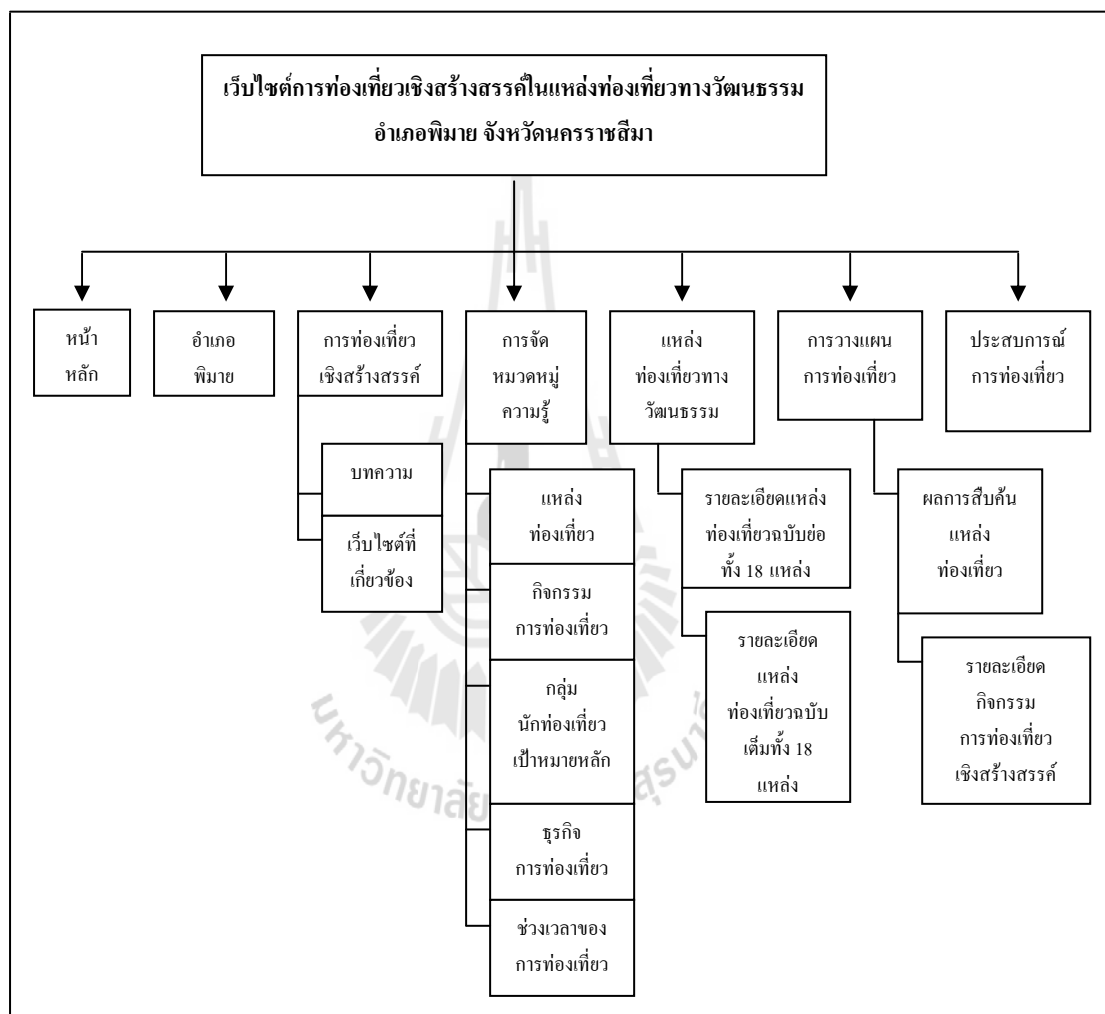 เว็บไซต์การท่องเที่ยวเชิงสร้างสรรค์ในแหล่งท่องเที่ยวทางวัฒนธรรม
อำเภอพิมาย จังหวัดนครราชสีมา
หน้า
หลัก
อำเภอ
พิมาย
การท่องเที่ยว
เชิงสร้างสรรค์
การจัด
หมวดหมู่
ความรู้
แหล่ง
ท่องเที่ยวทาง
วัฒนธรรม
การวางแผน
การท่องเที่ยว
ประสบการณ์
การท่องเที่ยว
บทความ
เว็บไซต์ที่
เกี่ยวข้อง
แหล่ง
ท่องเที่ยว
กิจกรรม
การท่องเที่ยว
กลุ่ม
นักท่องเที่ยว
เป้าหมายหลัก
ธุรกิจ
การท่องเที่ยว
ช่วงเวลาของ
การท่องเที่ยว
รายละเอียดแหล่ง
ท่องเที่ยวฉบับย่อ
ทั้ง 18 แหล่ง
รายละเอียด
แหล่ง
ท่องเที่ยวฉบับ
เต็มทั้ง 18
แหล่ง
ผลการสืบค้น
แหล่ง
ท่องเที่ยว
รายละเอียด
กิจกรรม
การท่องเที่ยว
เชิงสร้างสรรค์
มหาวิทยาลัย